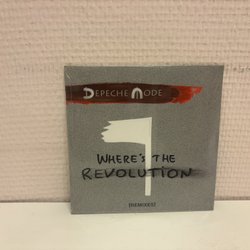 DEPECHE MODE
WHERE'S THE
REVOLUTION
[REMIXES]